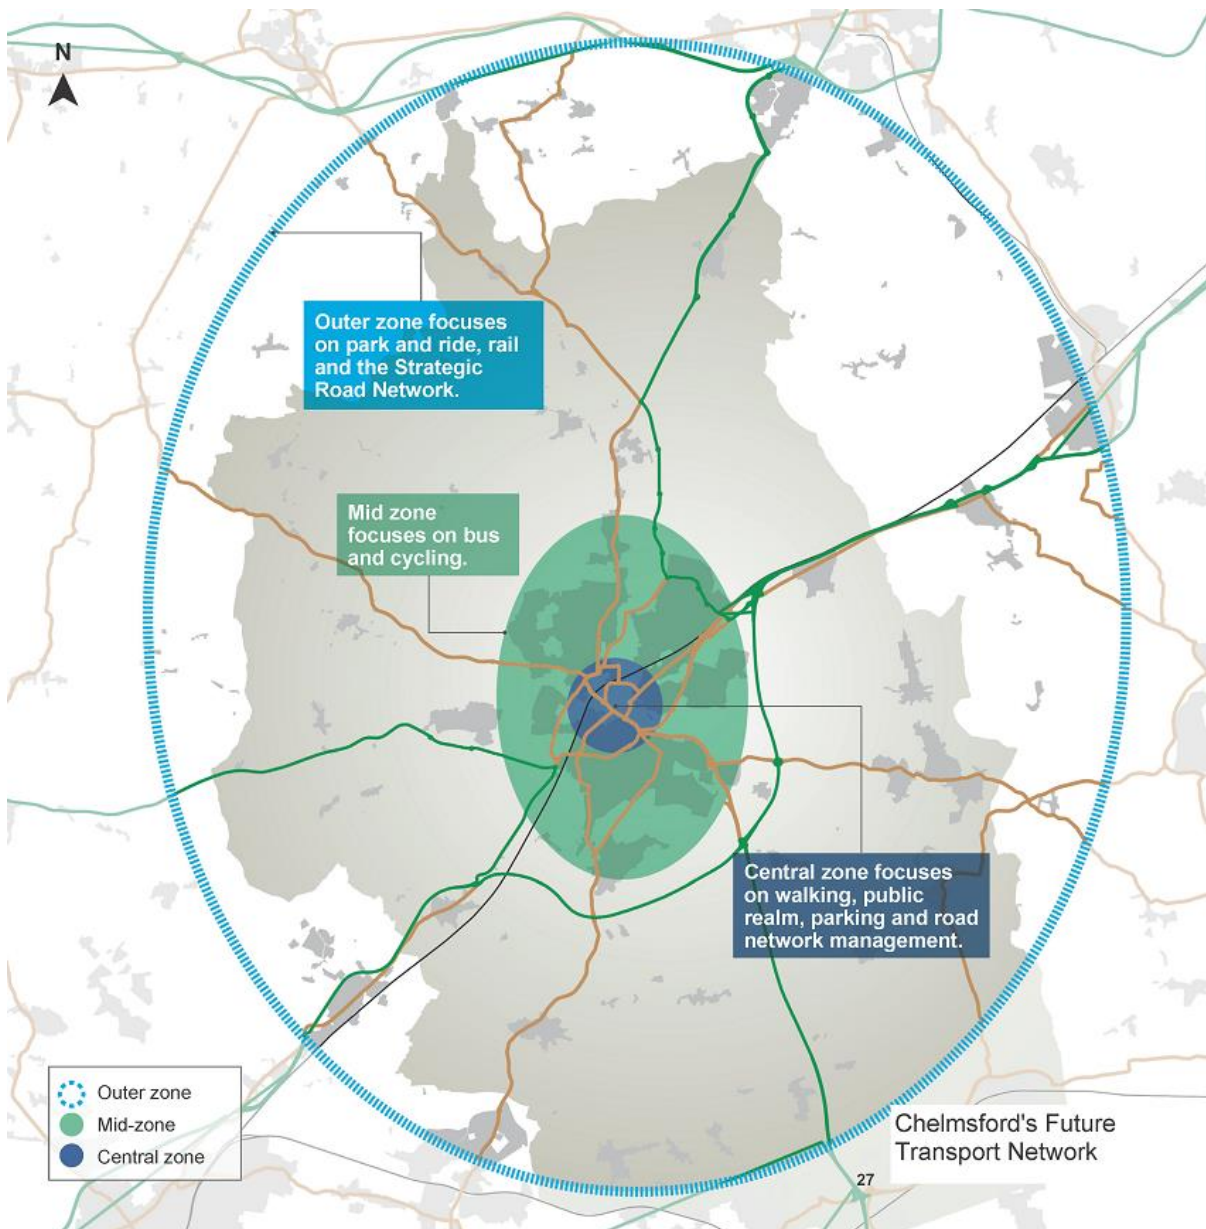 N
Outer zone focuses
on park and ride, rail
and the Strategic
Road Network.
Mid zone
focuses on bus
and cycling.
Central zone focuses
on walking, public
realm, parking and road
network management.
Outer zone
Mid-zone
Central zone
Chelmsford's Future
Transport Network
27